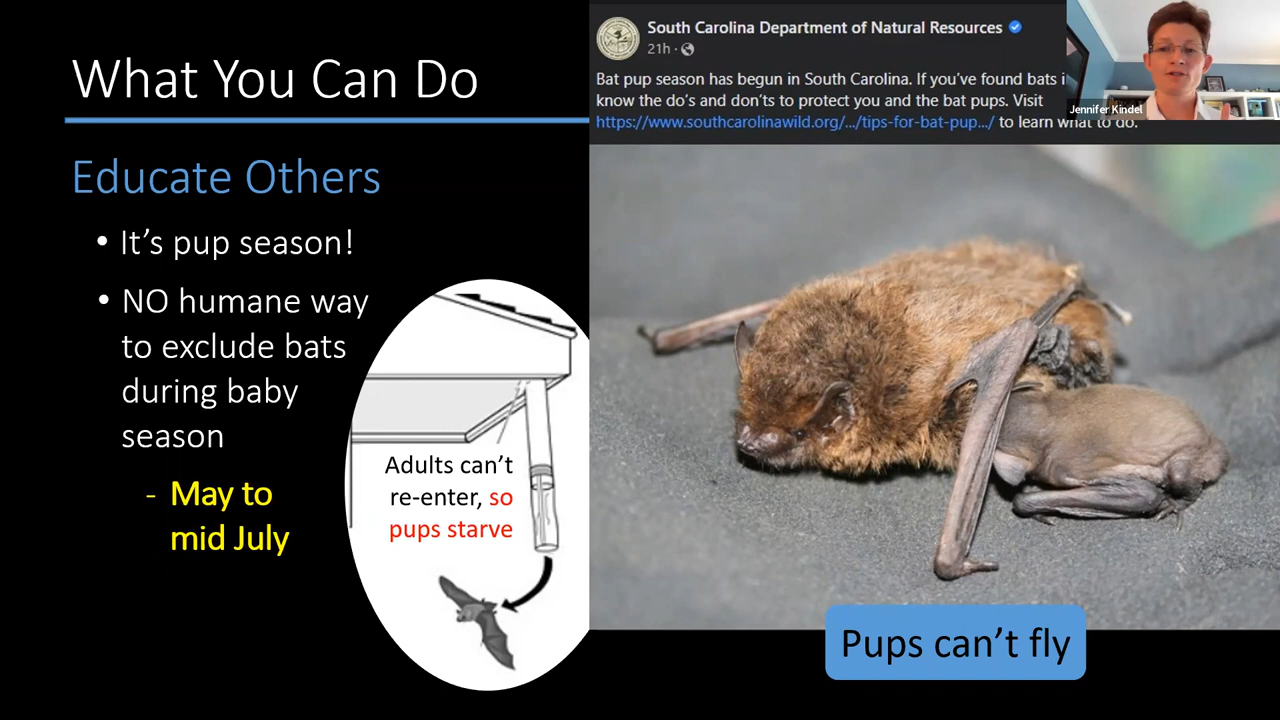 What You Can Do
Educate Others
• It's pup season!
• NO humane way
to exclude bats
during baby
season
- May to
mid July
Adults can't
re-enter, so
pups starve
South Carolina Department of Natural Resources
21h ·
Bat pup season has begun in South Carolina. If you've found bats
know the do's and don'ts to protect you and the bat pups. Visit
https://www.southcarolinawild.org/.../tips-for-bat-pup.../ to learn what to do.
Jennifer Kindel
Pups can't fly